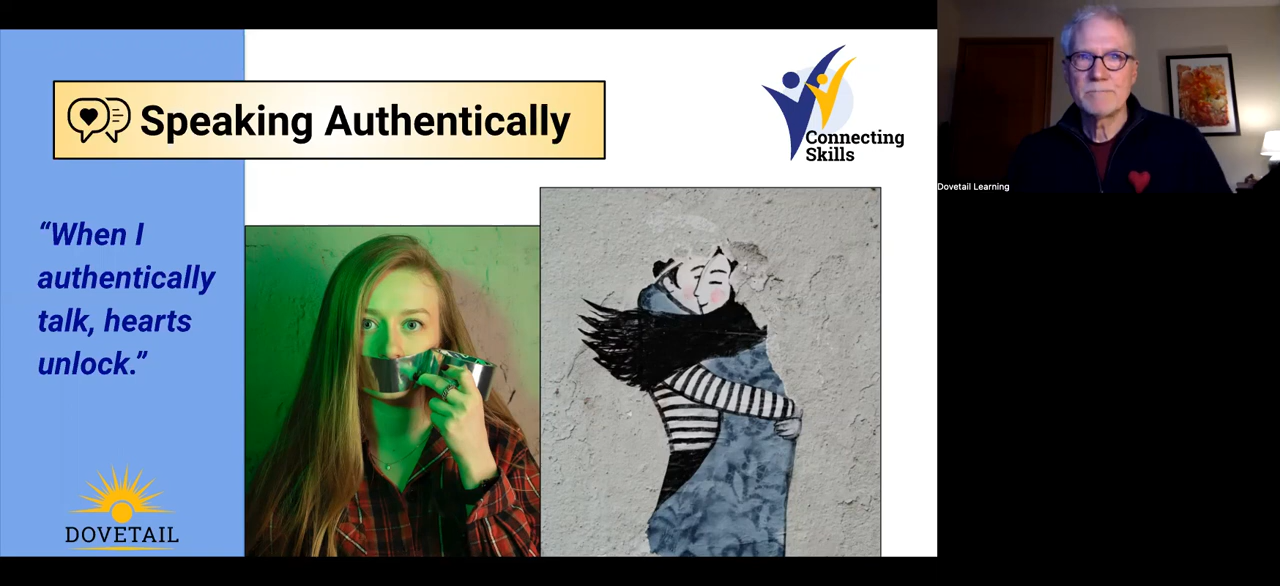 Speaking Authentically
Connecting
Skills
“When I
authentically
talk, hearts
unlock.”
DOVETAIL
Dovetail Learning